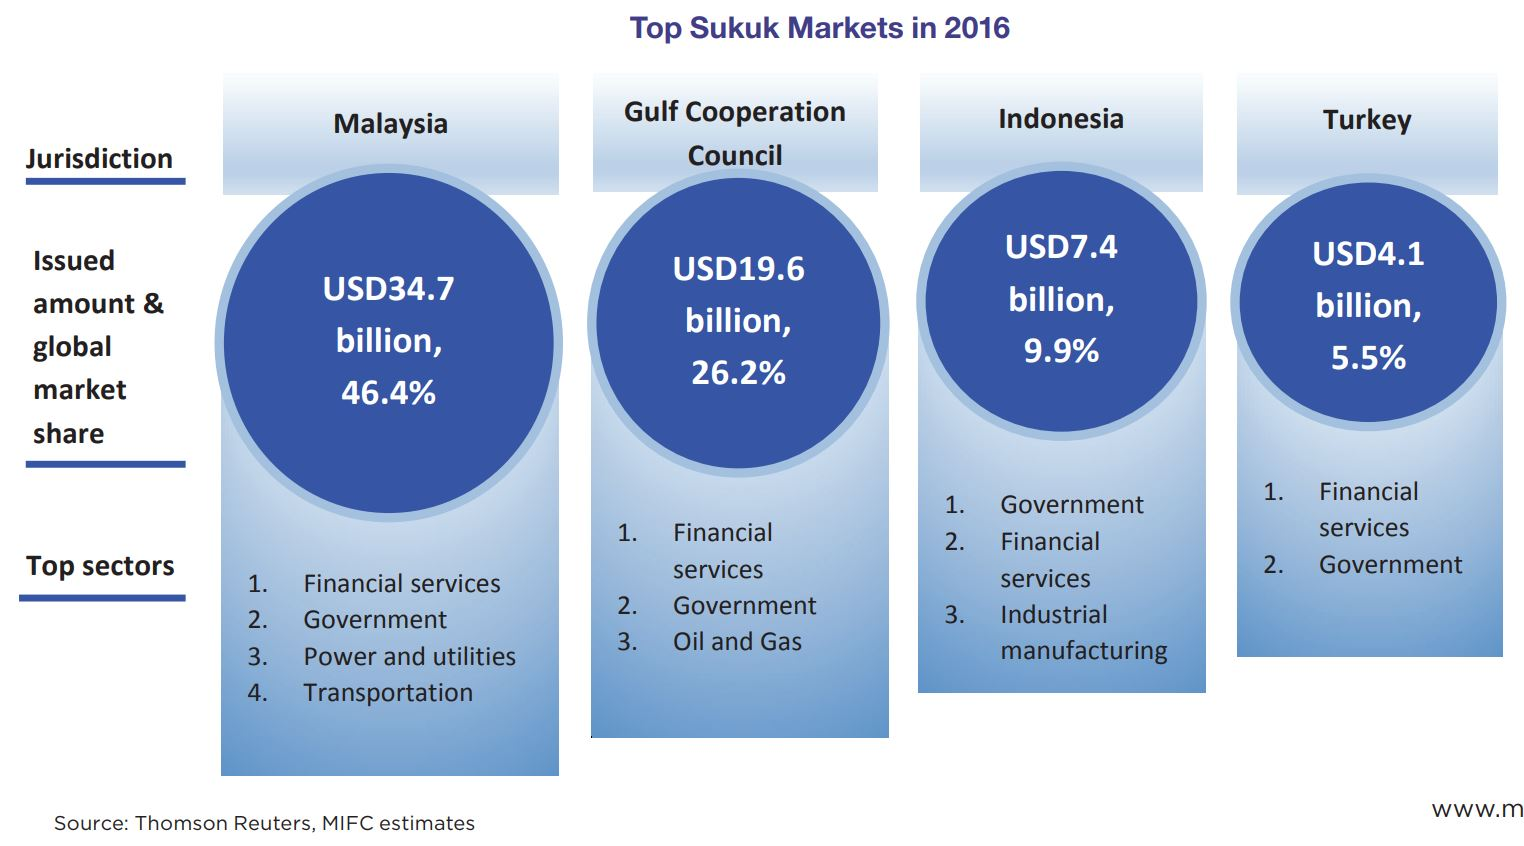 Top Sukuk Markets in 2016
Jurisdiction
Malaysia
Gulf Cooperation
Council
Indonesia
Turkey
Issued
amount &
global
market
share
USD34.7
billion,
46.4%
USD19.6
billion,
26.2%
USD7.4
billion,
9.9%
USD4.1
billion,
5.5%
Top sectors
1. Financial services
2. Government
3. Power and utilities
4. Transportation
1. Financial
services
2. Government
3. Oil and Gas
1. Government
2. Financial
services
3. Industrial
manufacturing
1. Financial
services
2. Government
Source: Thomson Reuters, MIFC estimates
www.m